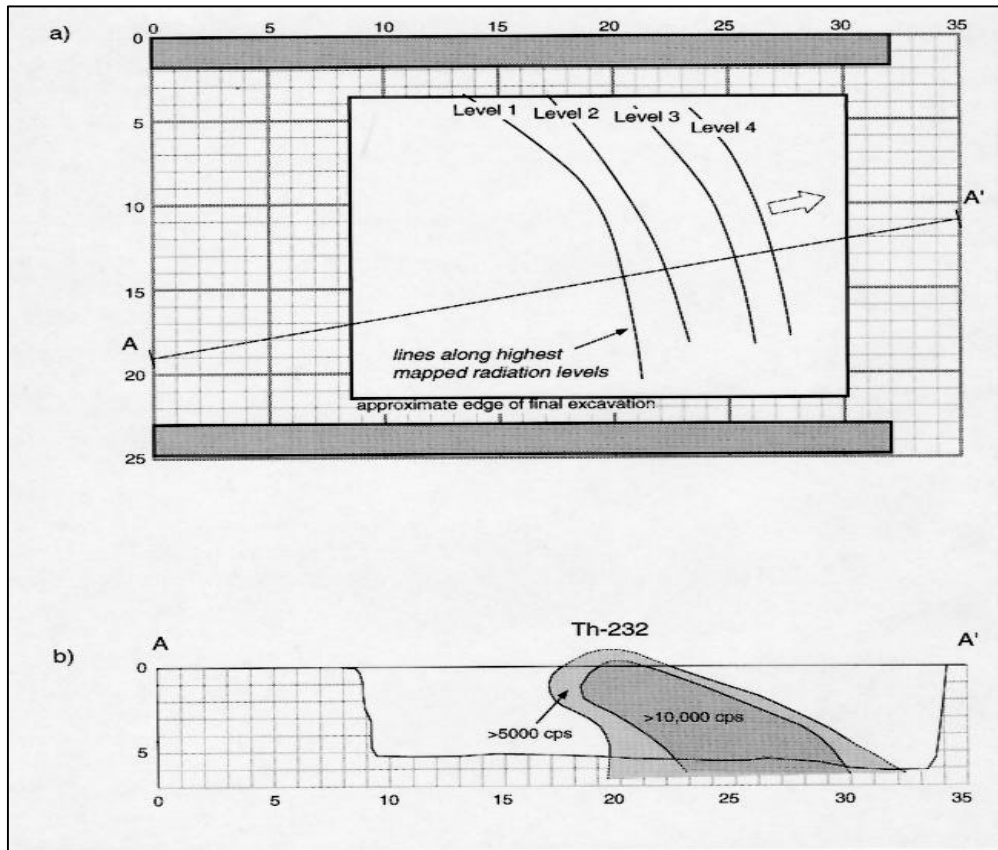 a)
0 5 10 15 20 25 30 35
0
5
10
15
20
25
Level 1
Level 2
Level 3
Level 4
A'
A
lines along highest
mapped radiation levels
approximate edge of final excavation
Th-232
A
A'
b)
0
5
>5000 cps
>10,000 cps
0 5 10 15 20 25 30 35